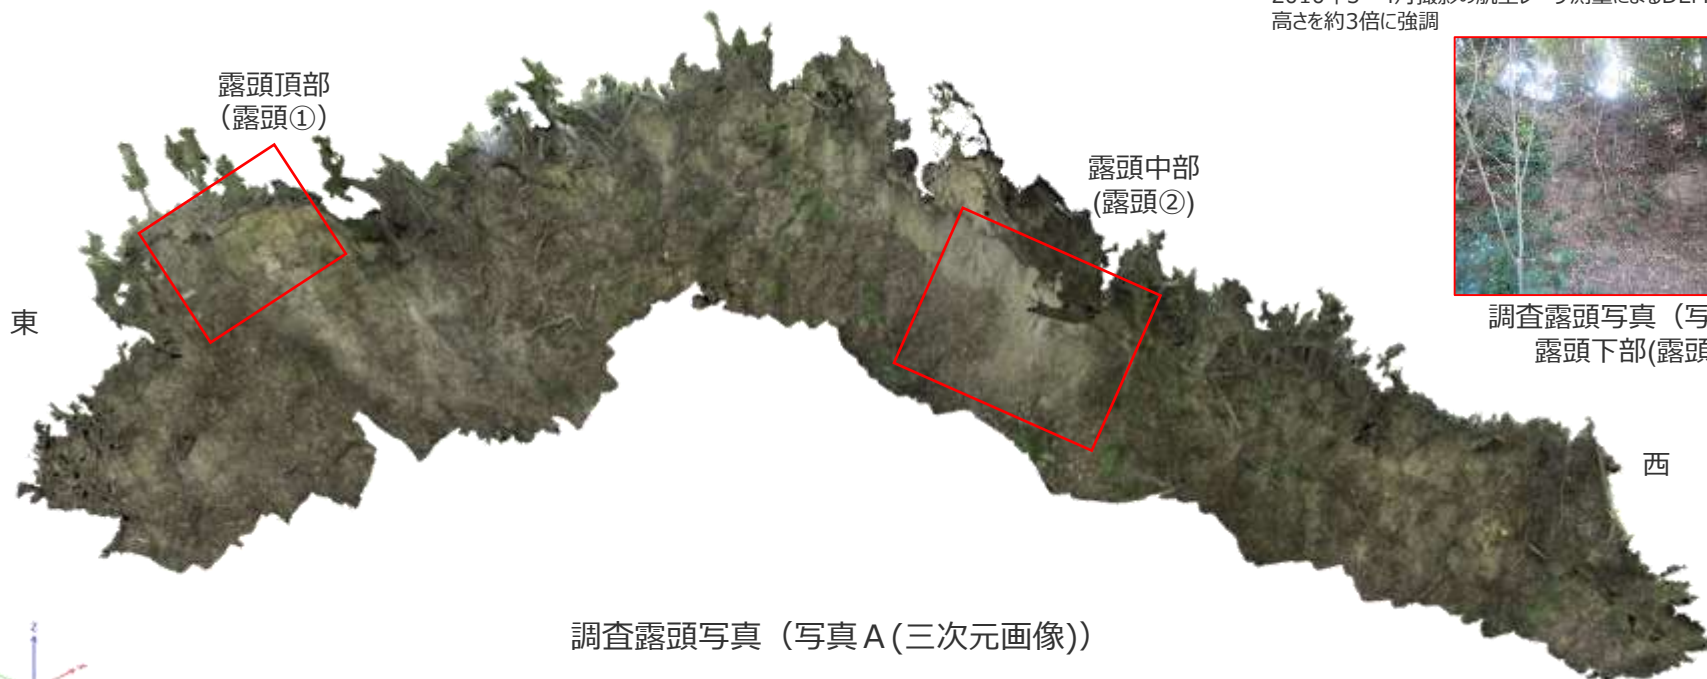 高さを約3倍に強調
露頭頂部
(露頭①)
露頭中部
(露頭②)
東
調査露頭写真(写
露頭下部(露頭
西
調査露頭写真(写真A(三次元画像))
z